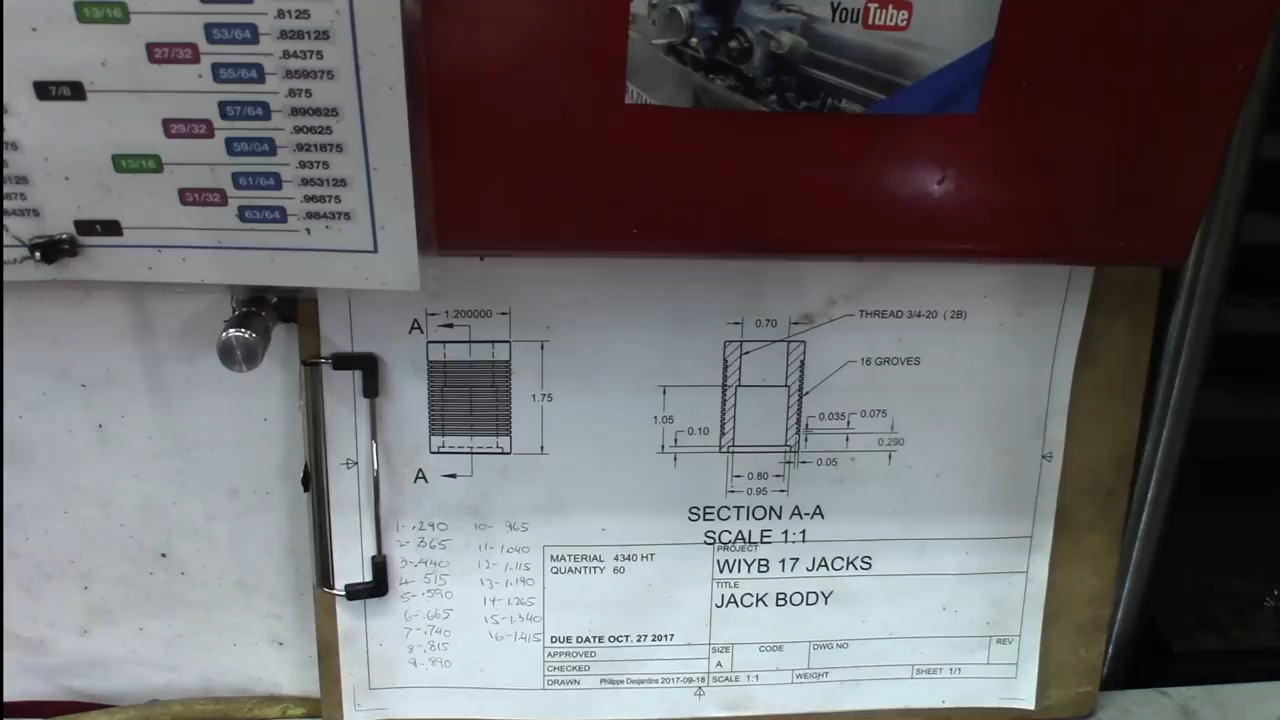 13/16 .8125
53/64 .828125
27/32 .84375
55/64 .859375
7/8 .875
57/64 .890625
29/32 .90625
59/64 .921875
15/16 .9375
61/64 .953125
31/32 .96875
63/64 .984375
1 1
YouTube
1.200000
A
1.75
A
0.70
THREAD 3/4-20 ( 2B)
16 GROVES
1.05
0.10
0.035
0.075
0.290
0.05
0.80
0.95
SECTION A-A
SCALE 1:1
1- .290
2- 365
3- .440
4- 515
5- .590
6- .665
7- .740
8- .815
9- .890
10- 965
11- 1.040
12- 1.115
13- 1.190
14- 1.265
15- 1.340
16- 1.415
MATERIAL 4340 HT
QUANTITY 60
DUE DATE OCT. 27 2017
APPROVED
CHECKED
DRAWN Philippe Desjardins 2017-09-18
PROJECT
WIYB 17 JACKS
TITLE
JACK BODY
SIZE
A
CODE
DWG NO
REV
SCALE 1:1
WEIGHT
SHEET 1/1